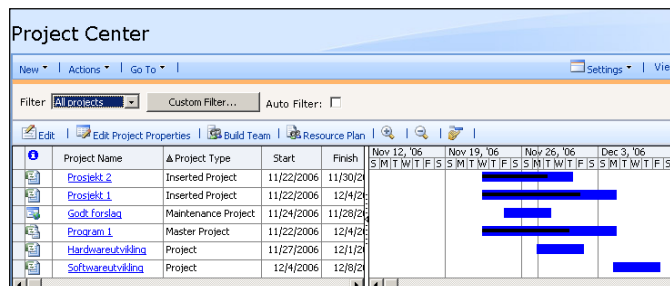 Project Center
New Actions Go To Settings Vie
Filter All projects Custom Filter... Auto Filter:
Edit Edit Project Properties Build Team Resource Plan
Project Name Project Type Start Finish Nov 12, '06 Nov 19, '06 Nov 26, '06 Dec 3, '06
S M T W T F S S M T W T F S S M T W T F S S M T W T F S
Prosjekt 2 Inserted Project 11/22/2006 11/30/2
Prosjekt 1 Inserted Project 11/22/2006 12/4/2
Godt forslag Maintenance Project 11/24/2006 11/28/2
Program 1 Master Project 11/22/2006 12/4/2
Hardwareutvikling Project 11/27/2006 12/1/2
Softwareutvikling Project 12/4/2006 12/8/2